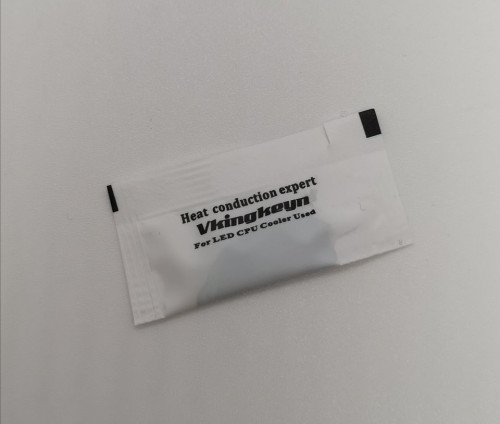 Heat conduction expert
Vkingkeyn
For LED CPU Cooler Used